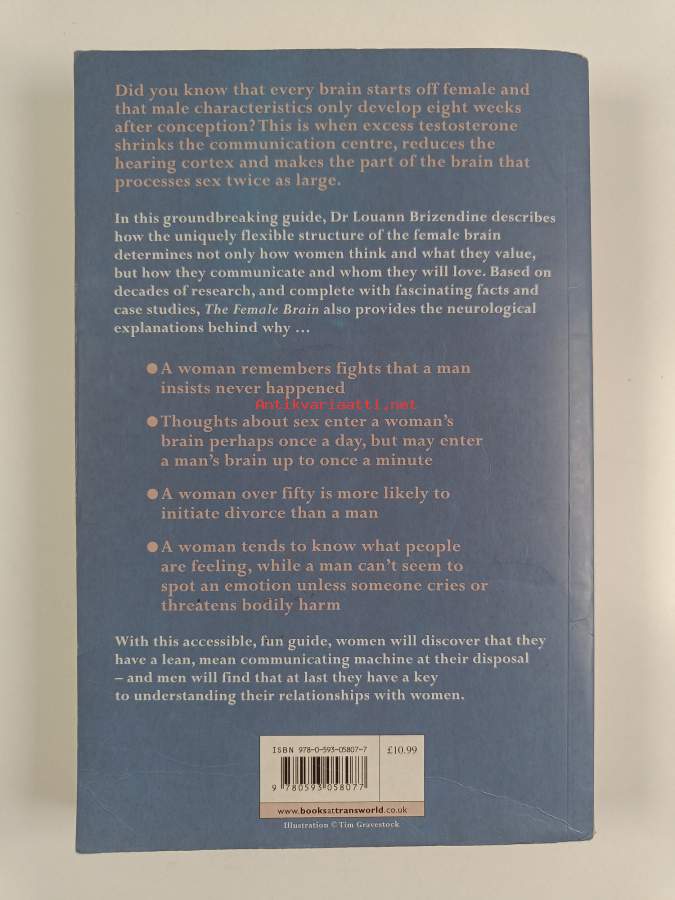 Did you know that every brain starts off female and
that male characteristics only develop eight weeks
after conception? This is when excess testosterone
shrinks the communication centre, reduces the
hearing cortex and makes the part of the brain that
processes sex twice as large.
In this groundbreaking guide, Dr Louann Brizendine describes
how the uniquely flexible structure of the female brain
determines not only how women think and what they value,
but how they communicate and whom they will love. Based on
decades of research, and complete with fascinating facts and
case studies, The Female Brain also provides the neurological
explanations behind why ...
● A woman remembers fights that a man
insists never happened
Antikvariaatti.net
● Thoughts about sex enter a woman's
brain perhaps once a day, but may enter
a man's brain up to once a minute
● A woman over fifty is more likely to
initiate divorce than a man
● A woman tends to know what people
are feeling, while a man can't seem to
spot an emotion unless someone cries or
threatens bodily harm
With this accessible, fun guide, women will discover that they
have a lean, mean communicating machine at their disposal
– and men will find that at last they have a key
to understanding their relationships with women.
ISBN 978-0-593-05807-7
£10.99
9 780593 058077
www.booksattransworld.co.uk
Illustration © Tim Gravestock